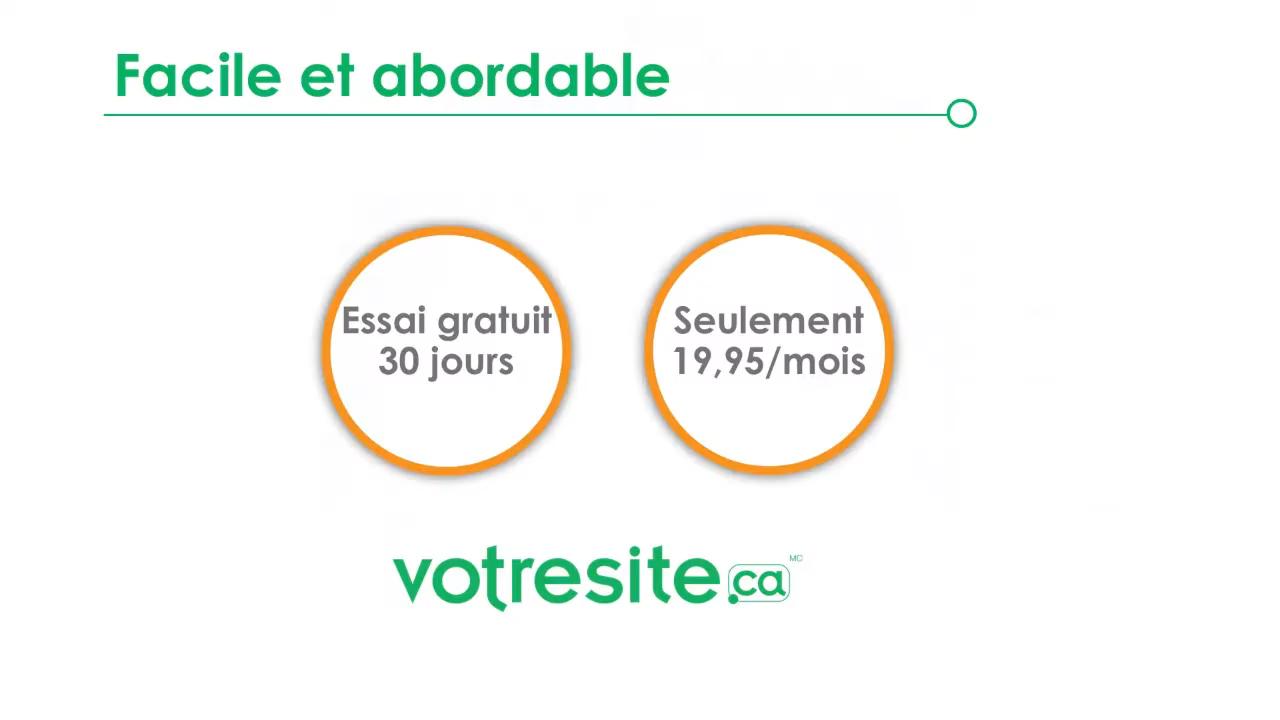 Facile et abordable
Essai gratuit
30 jours
Seulement
19,95/mois
votresite.ca MC